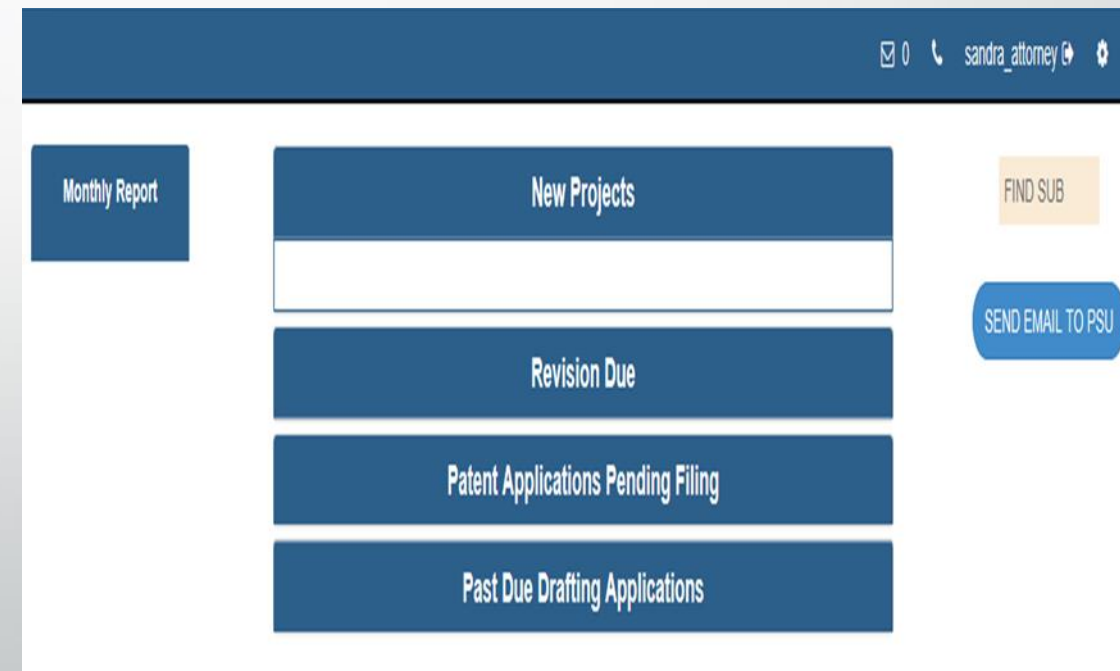 0 sandra_attorney
Monthly Report
New Projects
FIND SUB
SEND EMAIL TO PSU
Revision Due
Patent Applications Pending Filing
Past Due Drafting Applications